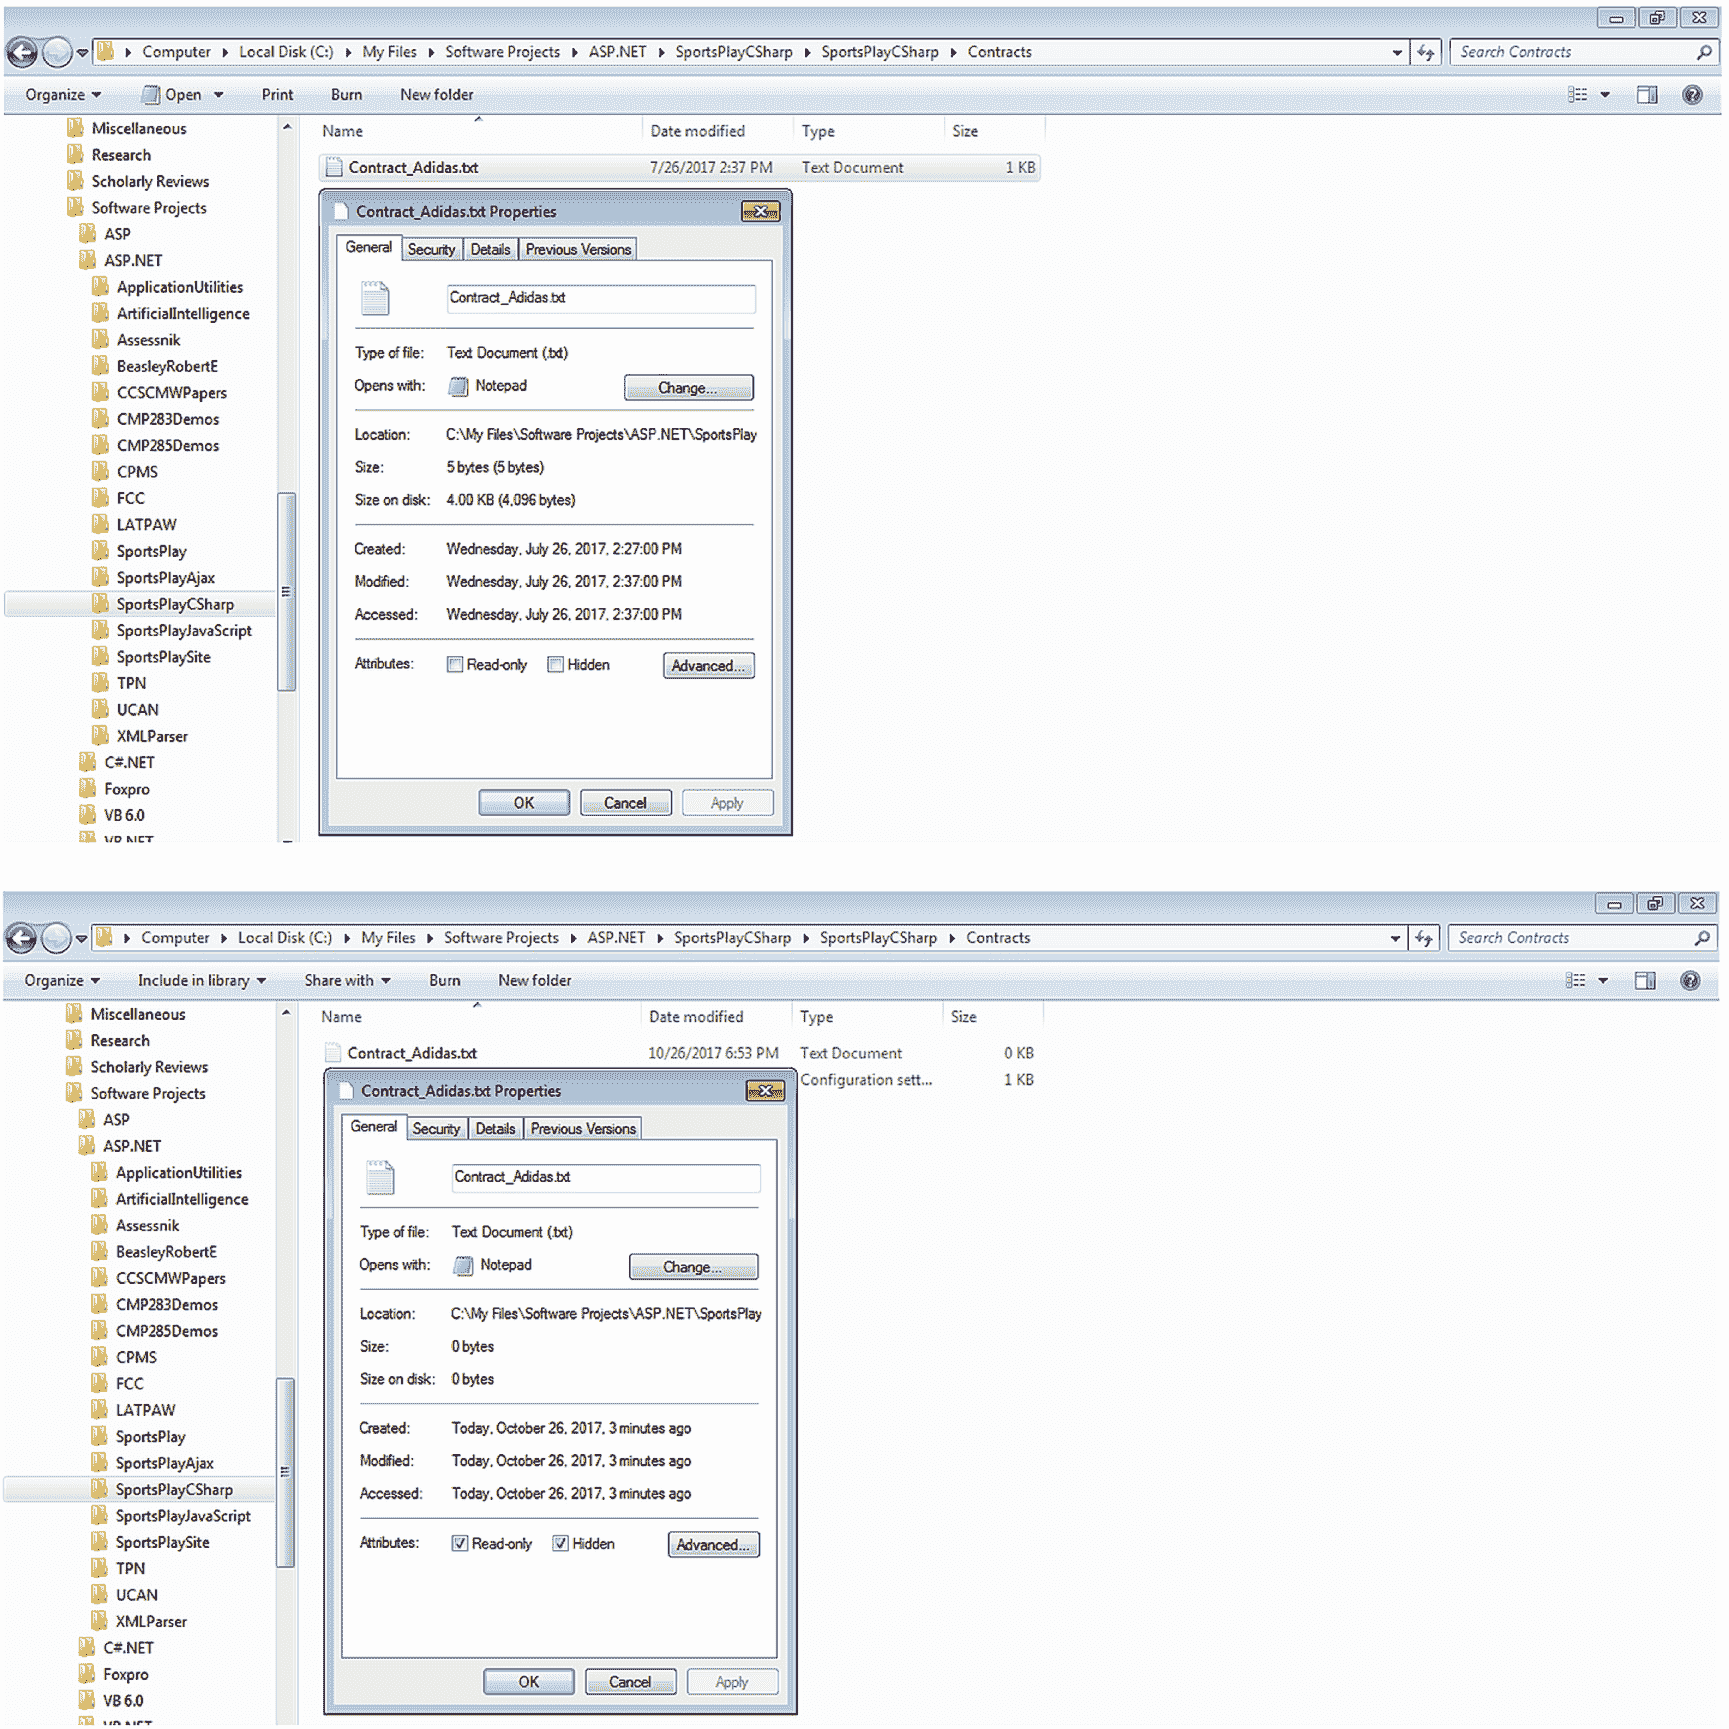 Computer Local Disk (C:) My Files Software Projects ASP.NET SportsPlayCSharp SportsPlayCSharp Contracts Search Contracts
Organize Open Print Burn New folder
Miscellaneous
Research
Scholarly Reviews
Software Projects
ASP
ASP.NET
ApplicationUtilities
ArtificialIntelligence
Assessnik
BeasleyRobertE
CCSCMWPapers
CMP283Demos
CMP285Demos
CPMS
FCC
LATPAW
SportsPlay
SportsPlayAjax
SportsPlayCSharp
SportsPlayJavaScript
SportsPlaySite
TPN
UCAN
XMLParser
C#.NET
Foxpro
VB 6.0
VB.NET
Name Date modified Type Size
Contract_Adidas.txt 7/26/2017 2:37 PM Text Document 1 KB
Contract_Adidas.txt Properties
General Security Details Previous Versions
Contract_Adidas.txt
Type of file: Text Document (.txt)
Opens with: Notepad Change...
Location: C:\My Files\Software Projects\ASP.NET\SportsPlay
Size: 5 bytes (5 bytes)
Size on disk: 4.00 KB (4,096 bytes)
Created: Wednesday, July 26, 2017, 2:27:00 PM
Modified: Wednesday, July 26, 2017, 2:37:00 PM
Accessed: Wednesday, July 26, 2017, 2:37:00 PM
Attributes: Read-only Hidden Advanced...
OK Cancel Apply
Computer Local Disk (C:) My Files Software Projects ASP.NET SportsPlayCSharp SportsPlayCSharp Contracts Search Contracts
Organize Include in library Share with Burn New folder
Miscellaneous
Research
Scholarly Reviews
Software Projects
ASP
ASP.NET
ApplicationUtilities
ArtificialIntelligence
Assessnik
BeasleyRobertE
CCSCMWPapers
CMP283Demos
CMP285Demos
CPMS
FCC
LATPAW
SportsPlay
SportsPlayAjax
SportsPlayCSharp
SportsPlayJavaScript
SportsPlaySite
TPN
UCAN
XMLParser
C#.NET
Foxpro
VB 6.0
VB.NET
Name Date modified Type Size
Contract_Adidas.txt 10/26/2017 6:53 PM Text Document 0 KB
Configuration sett... 1 KB
Contract_Adidas.txt Properties
General Security Details Previous Versions
Contract_Adidas.txt
Type of file: Text Document (.txt)
Opens with: Notepad Change...
Location: C:\My Files\Software Projects\ASP.NET\SportsPlay
Size: 0 bytes
Size on disk: 0 bytes
Created: Today, October 26, 2017, 3 minutes ago
Modified: Today, October 26, 2017, 3 minutes ago
Accessed: Today, October 26, 2017, 3 minutes ago
Attributes: Read-only Hidden Advanced...
OK Cancel Apply